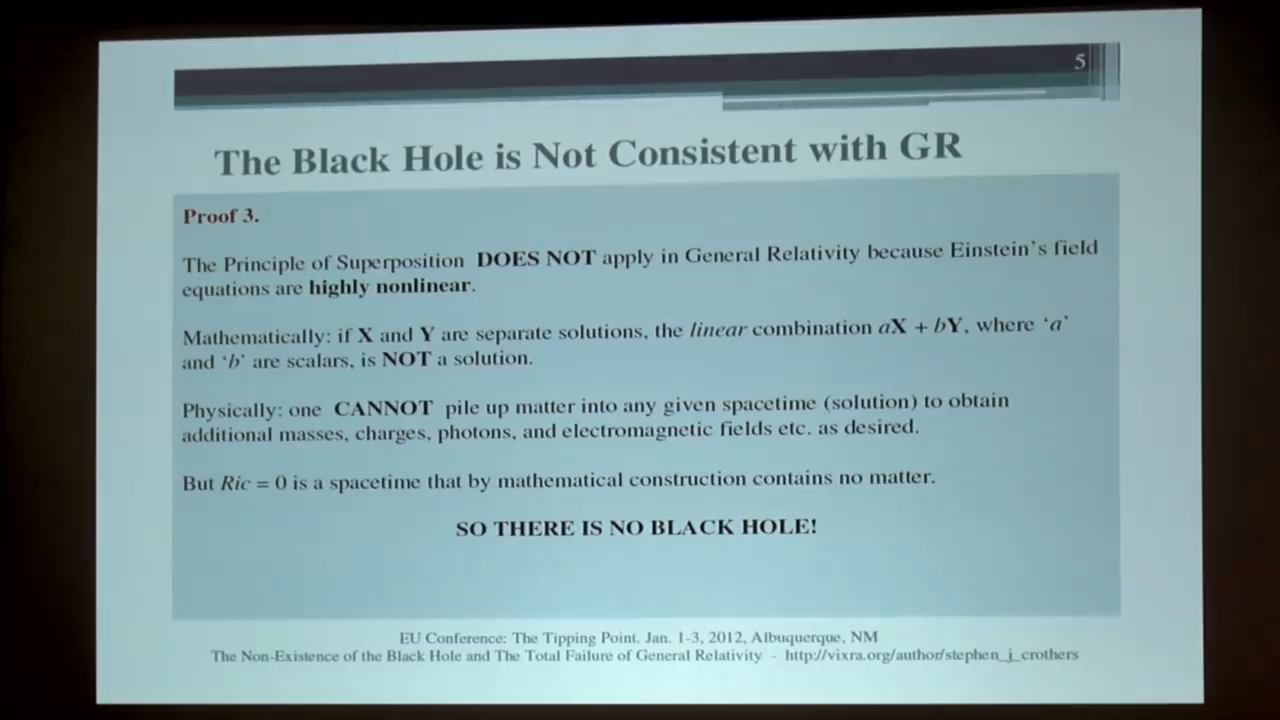 5
The Black Hole is Not Consistent with GR
Proof 3.
The Principle of Superposition DOES NOT apply in General Relativity because Einstein's field
equations are highly nonlinear.
Mathematically: if X and Y are separate solutions, the linear combination aX + bY, where 'a'
and 'b' are scalars, is NOT a solution.
Physically: one CANNOT pile up matter into any given spacetime (solution) to obtain
additional masses, charges, photons, and electromagnetic fields etc. as desired.
But Ric = 0 is a spacetime that by mathematical construction contains no matter.
SO THERE IS NO BLACK HOLE!
EU Conference: The Tipping Point. Jan. 1-3, 2012, Albuquerque, NM
The Non-Existence of the Black Hole and The Total Failure of General Relativity - http://vixra.org/author/stephen_j_crothers